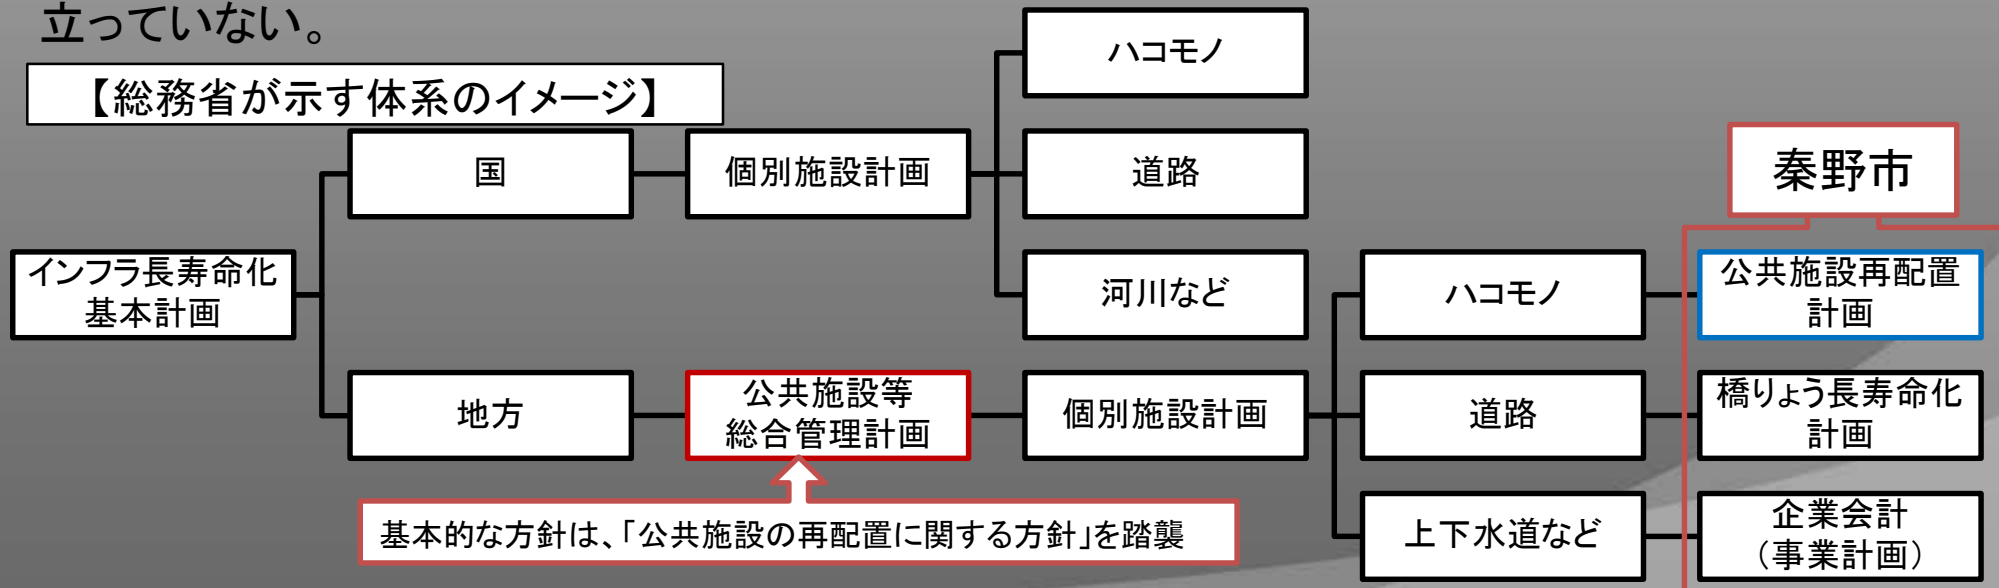 立っていない。
【総務省が示す体系のイメージ】
ハコモノ
国
個別施設計画
道路
秦野市
インフラ長寿命化
基本計画
河川など
ハコモノ
公共施設再配置
計画
地方
公共施設等
総合管理計画
個別施設計画
道路
橋りょう長寿命化
計画
基本的な方針は、「公共施設の再配置に関する方針」を踏襲
上下水道など
企業会計
（事業計画）